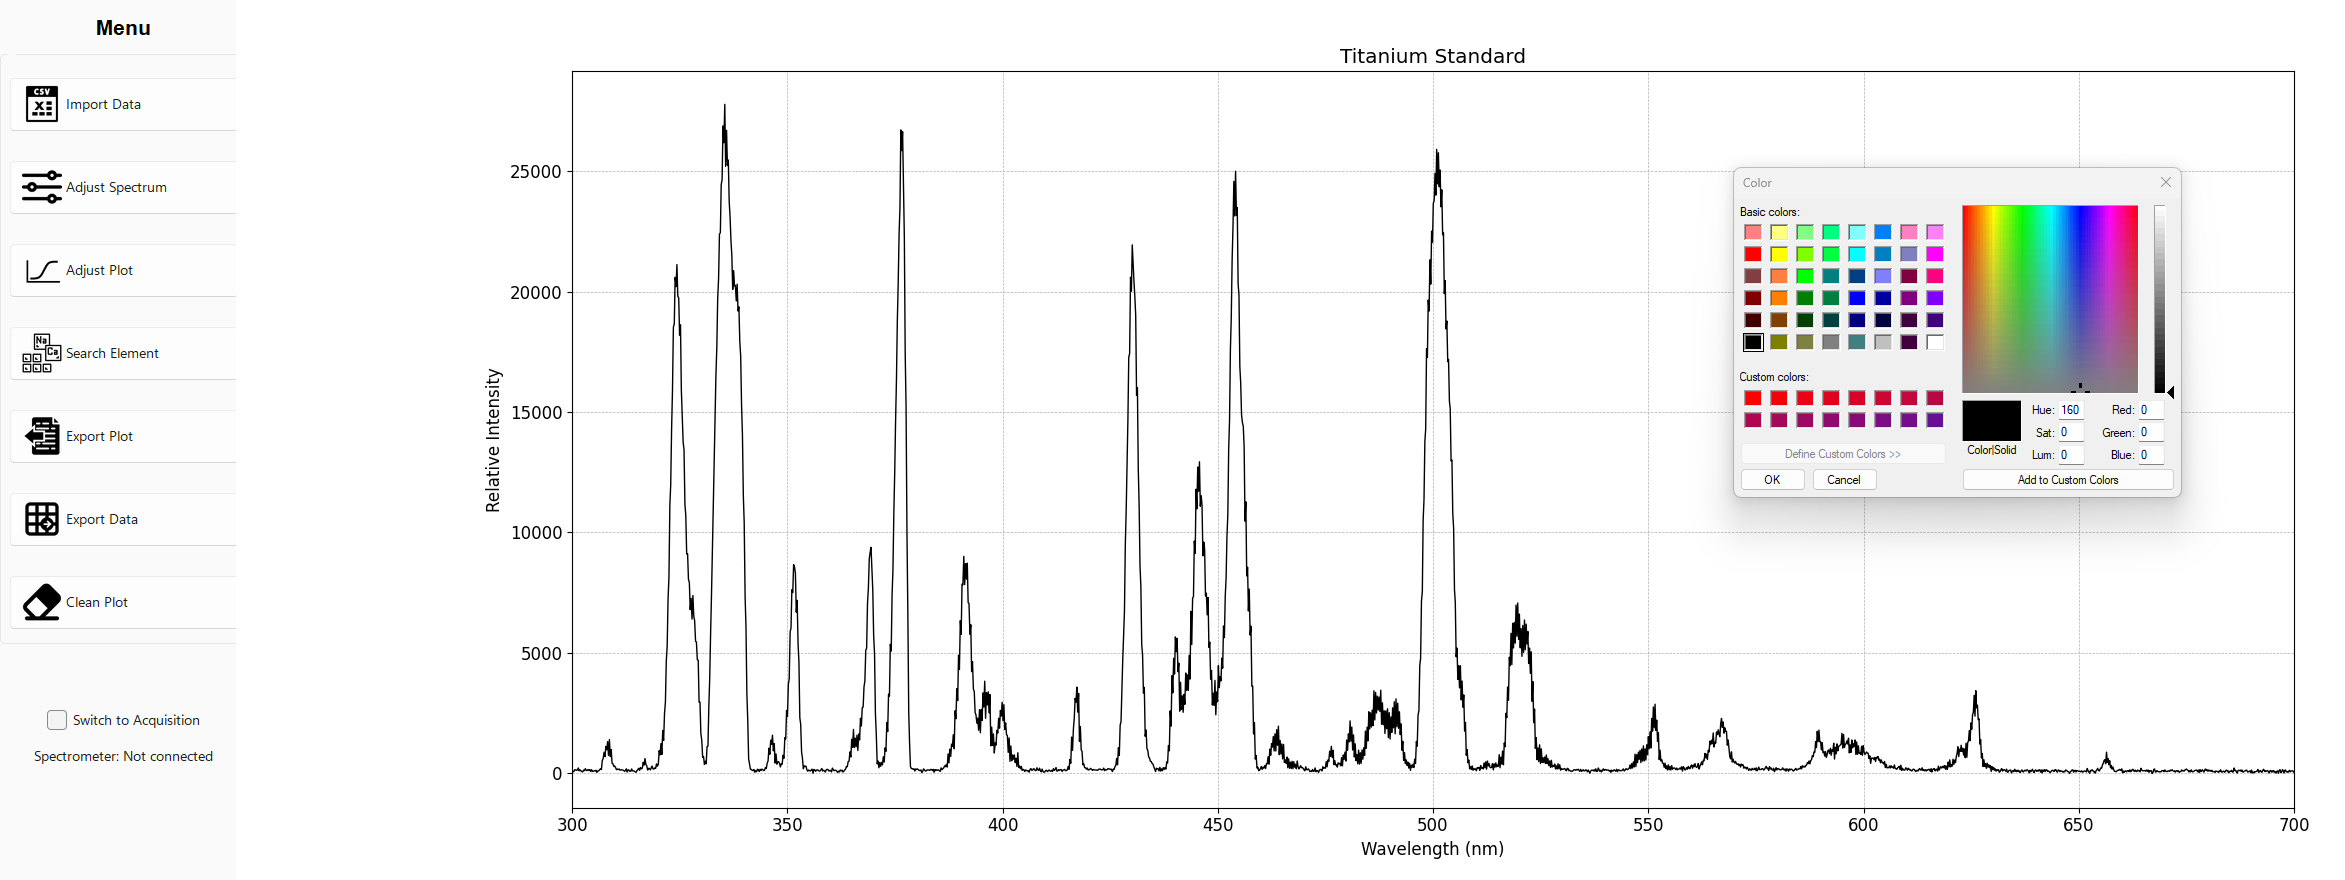 Menu
CSV
Import Data
Adjust Spectrum
Adjust Plot
Na
Ca
Search Element
Export Plot
Export Data
Clean Plot
Switch to Acquisition
Spectrometer: Not connected
Titanium Standard
Relative Intensity
25000
20000
15000
10000
5000
0
300 350 400 450 500 550 600 650 700
Wavelength (nm)
Color
Basic colors:
Custom colors:
Define Custom Colors >>
OK Cancel
Color|Solid
Hue: 160 Red: 0
Sat: 0 Green: 0
Lum: 0 Blue: 0
Add to Custom Colors